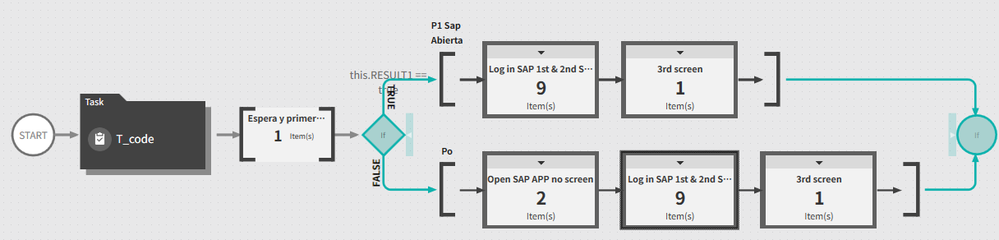 P1 Sap
Abierta
Log in SAP 1st & 2nd S...
9
Item(s)
3rd screen
1
Item(s)
this.RESULT1 ==
true
TRUE
Task
T_code
START
Espera y primer...
1 Item(s)
If
If
FALSE
Po
Open SAP APP no screen
2
Item(s)
Log in SAP 1st & 2nd S...
9
Item(s)
3rd screen
1
Item(s)